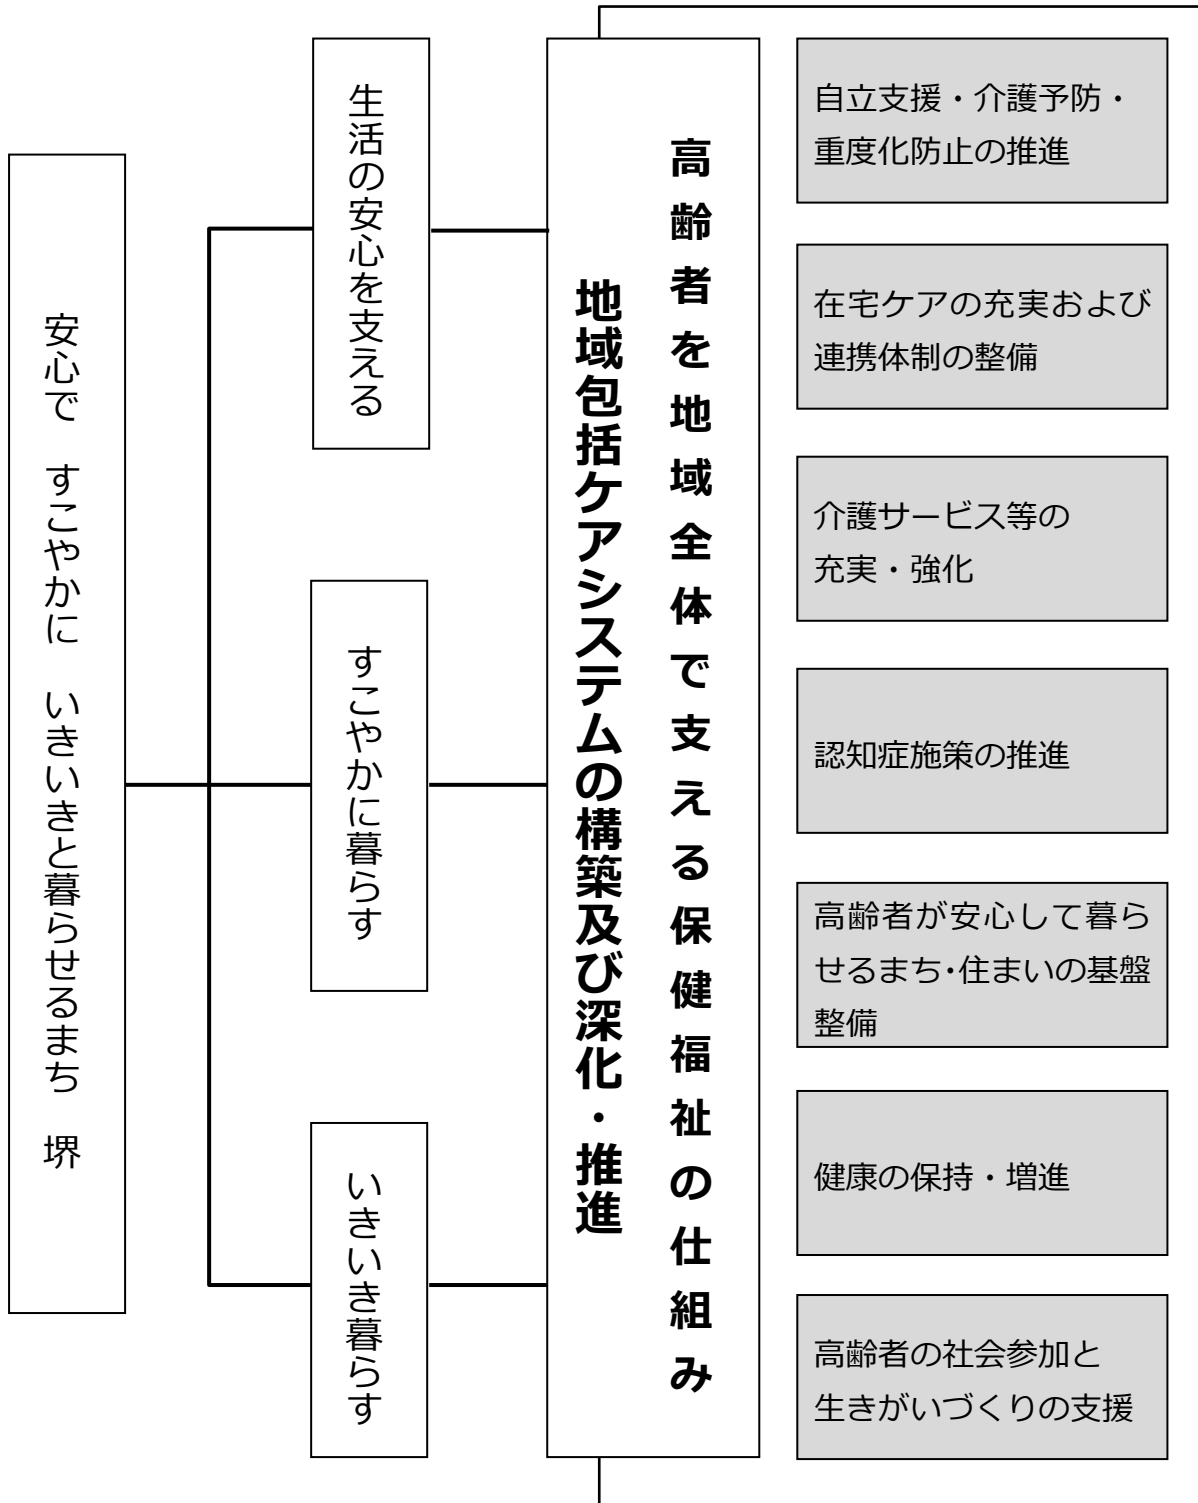 安心で　すこやかに　いきいきと暮らせるまち　堺
生活の安心を支える
すこやかに暮らす
いきいき暮らす
高齢者を地域全体で支える保健福祉の仕組み
地域包括ケアシステムの構築及び深化・推進
自立支援・介護予防・
重度化防止の推進
在宅ケアの充実および
連携体制の整備
介護サービス等の
充実・強化
認知症施策の推進
高齢者が安心して暮ら
せるまち・住まいの基盤
整備
健康の保持・増進
高齢者の社会参加と
生きがいづくりの支援